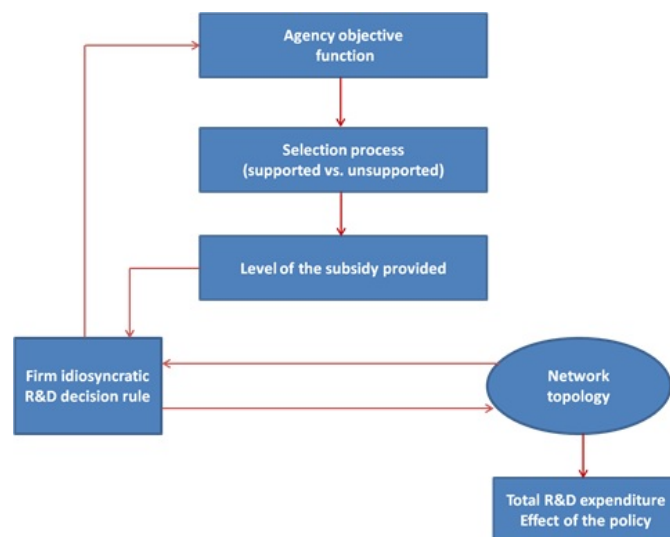 Agency objective
function
Selection process
(supported vs. unsupported)
Level of the subsidy provided
Firm idiosyncratic
R&D decision rule
Network
topology
Total R&D expenditure
Effect of the policy